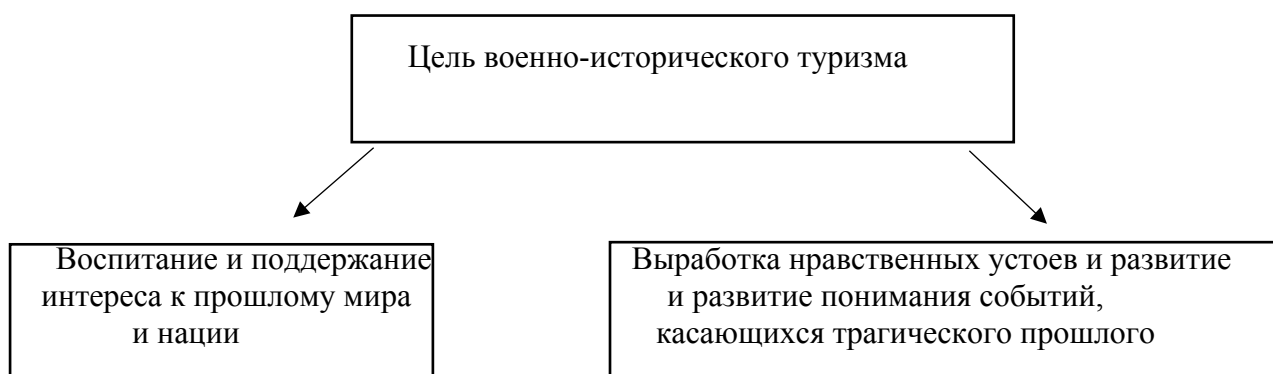 Цель военно-исторического туризма
Воспитание и поддержание
интереса к прошлому мира
и нации
Выработка нравственных устоев и развитие
и развитие понимания событий,
касающихся трагического прошлого